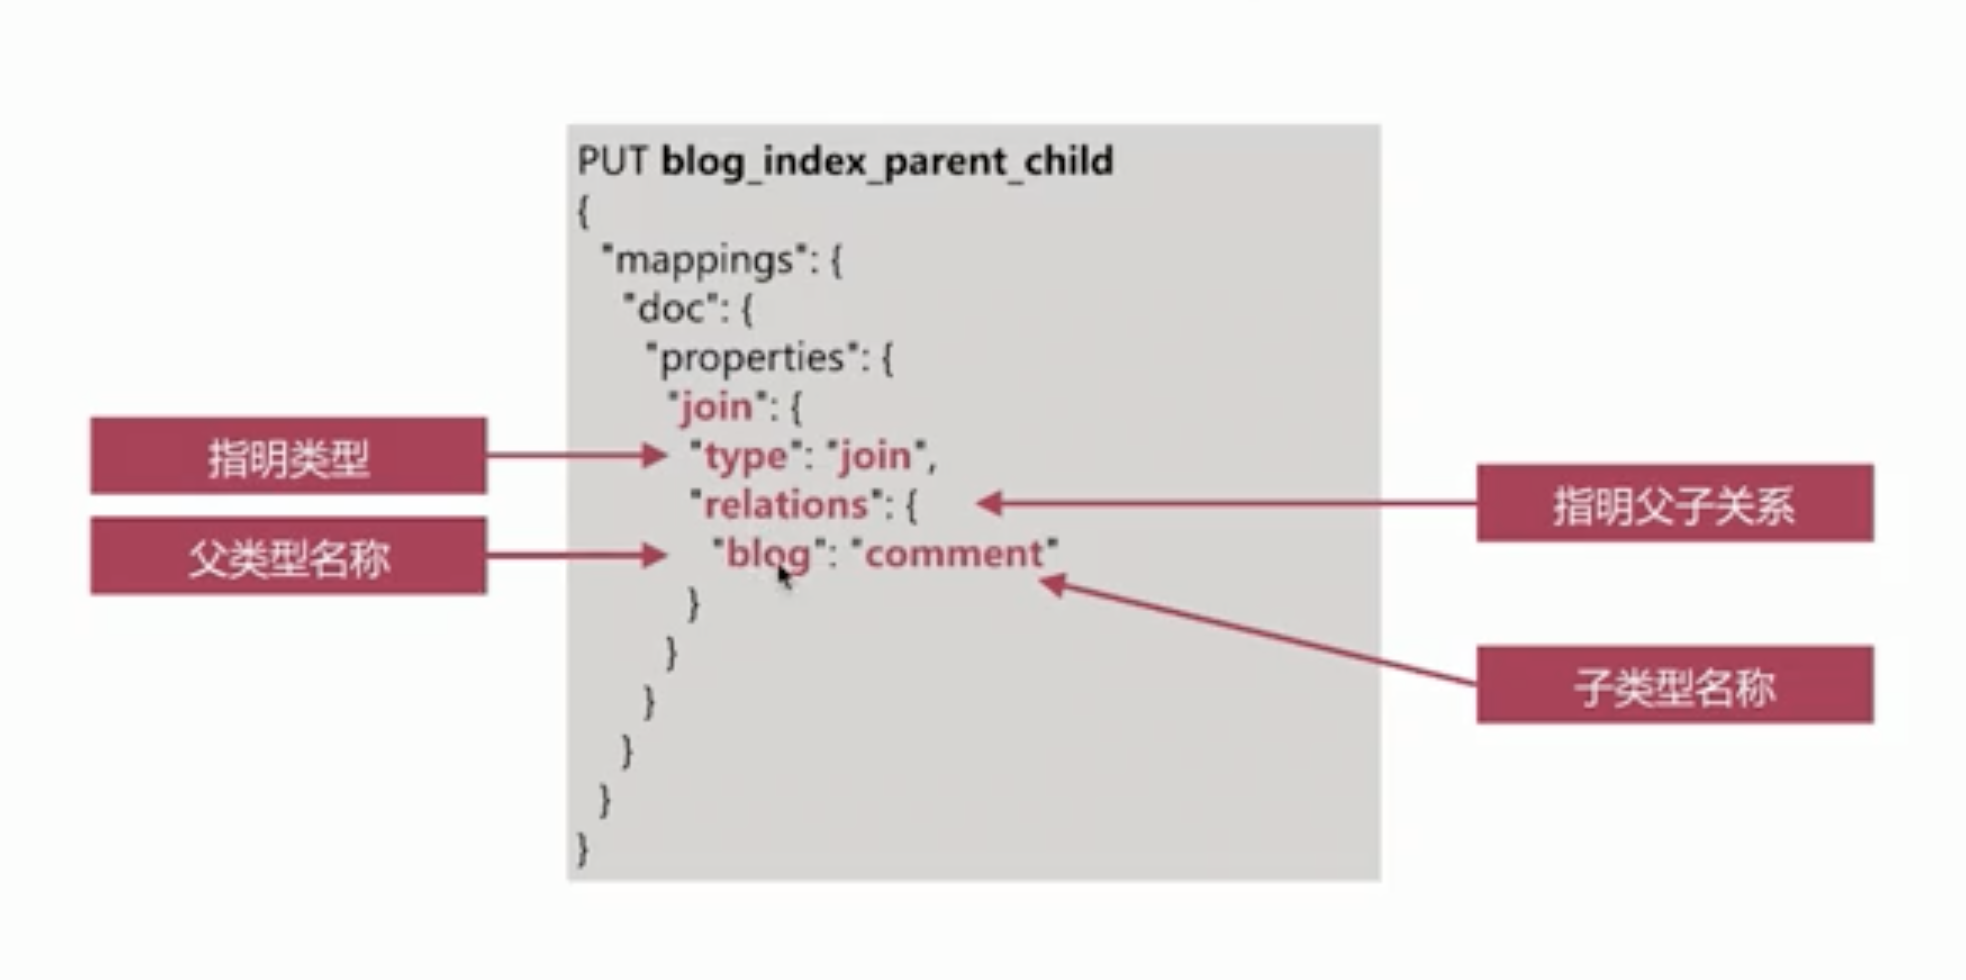 PUT blog_index_parent_child
{
"mappings": {
"doc": {
"properties": {
"join": {
指明类型
"type": "join",
"relations": {
指明父子关系
父类型名称
"blog": "comment"
子类型名称
}
}
}
}
}
}